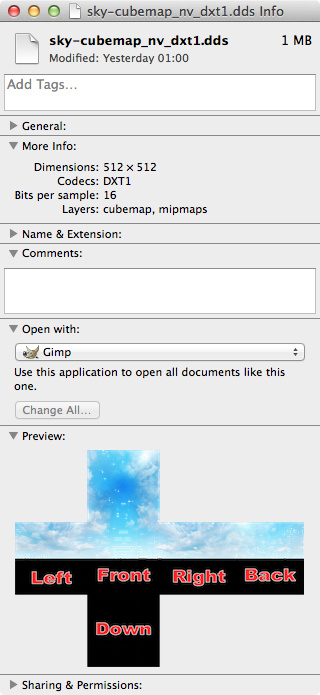 sky-cubemap_nv_dxt1.dds Info
sky-cubemap_nv_dxt1.dds 1 MB
Modified: Yesterday 01:00
Add Tags…
General:
More Info:
Dimensions: 512 × 512
Codecs: DXT1
Bits per sample: 16
Layers: cubemap, mipmaps
Name & Extension:
Comments:
Open with:
Gimp
Use this application to open all documents like this
one.
Change All…
Preview:
Left Front Right Back
Down
Sharing & Permissions: